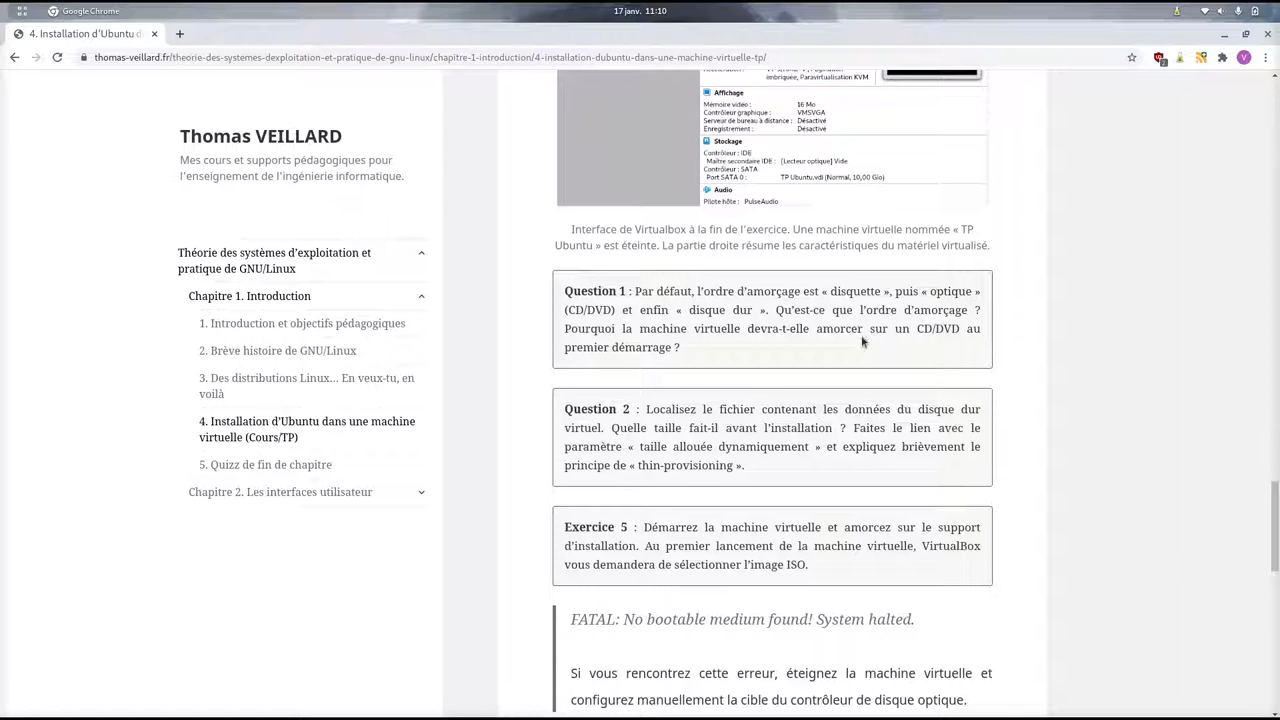 Google Chrome
17 janv. 11:10
4. Installation d'Ubuntu d
thomas-veillard.fr/theorie-des-systemes-dexploitation-et-pratique-de-gnu-linux/chapitre-1-introduction/4-installation-dubuntu-dans-une-machine-virtuelle-tp/
2
V
Thomas VEILLARD
Mes cours et supports pédagogiques pour
l'enseignement de l'ingénierie informatique.
Théorie des systèmes d'exploitation et
pratique de GNU/Linux
Chapitre 1. Introduction
1. Introduction et objectifs pédagogiques
2. Brève histoire de GNU/Linux
3. Des distributions Linux… En veux-tu, en
voilà
4. Installation d'Ubuntu dans une machine
virtuelle (Cours/TP)
5. Quizz de fin de chapitre
Chapitre 2. Les interfaces utilisateur
imbriquée, Paravirtualisation KVM
Affichage
Mémoire vidéo : 16 Mo
Contrôleur graphique : VMSVGA
Serveur de bureau à distance : Désactivé
Enregistrement : Désactivé
Stockage
Contrôleur : IDE
Maître secondaire IDE : [Lecteur optique] Vide
Contrôleur : SATA
Port SATA 0 : TP Ubuntu.vdi (Normal, 10,00 Gio)
Audio
Pilote hôte : PulseAudio
Interface de Virtualbox à la fin de l'exercice. Une machine virtuelle nommée « TP
Ubuntu » est éteinte. La partie droite résume les caractéristiques du matériel virtualisé.
Question 1 : Par défaut, l'ordre d'amorçage est « disquette », puis « optique »
(CD/DVD) et enfin « disque dur ». Qu'est-ce que l'ordre d'amorçage ?
Pourquoi la machine virtuelle devra-t-elle amorcer sur un CD/DVD au
premier démarrage ?
Question 2 : Localisez le fichier contenant les données du disque dur
virtuel. Quelle taille fait-il avant l'installation ? Faites le lien avec le
paramètre « taille allouée dynamiquement » et expliquez brièvement le
principe de « thin-provisioning ».
Exercice 5 : Démarrez la machine virtuelle et amorcez sur le support
d'installation. Au premier lancement de la machine virtuelle, VirtualBox
vous demandera de sélectionner l'image ISO.
FATAL: No bootable medium found! System halted.
Si vous rencontrez cette erreur, éteignez la machine virtuelle et
configurez manuellement la cible du contrôleur de disque optique.